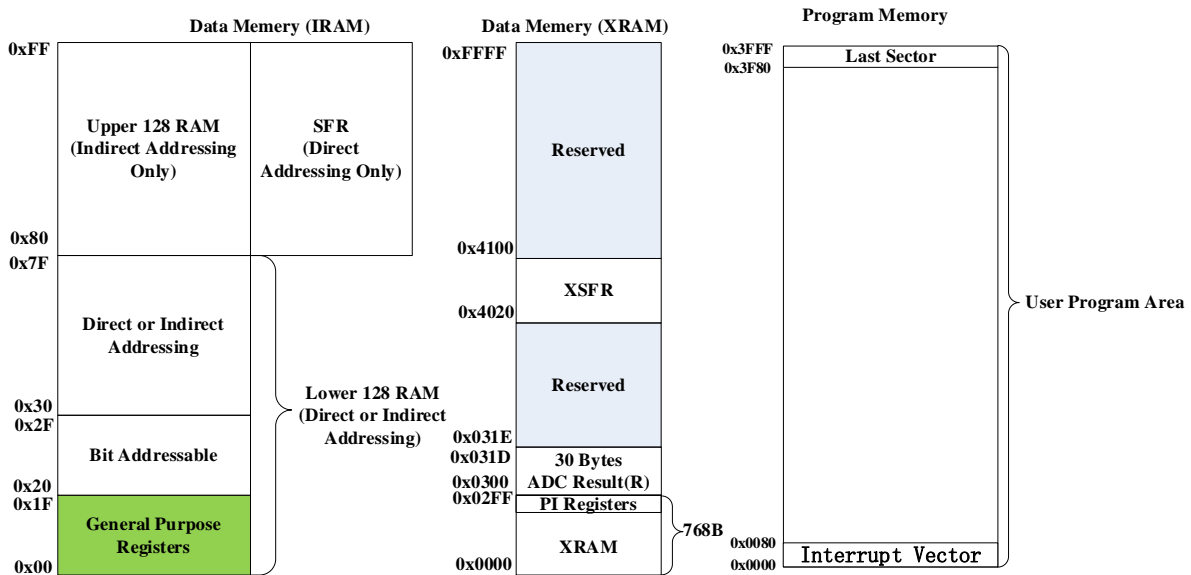 Data Memery (IRAM)
0xFF
Upper 128 RAM
(Indirect Addressing
Only)
SFR
(Direct
Addressing Only)
0x80
0x7F
Direct or Indirect
Addressing
0x30
0x2F
Bit Addressable
0x20
0x1F
General Purpose
Registers
0x00
Lower 128 RAM
(Direct or Indirect
Addressing)
Data Memery (XRAM)
0xFFFF
Reserved
0x4100
XSFR
0x4020
Reserved
0x031E
0x031D
30 Bytes
ADC Result(R)
0x0300
0x02FF
PI Registers
XRAM
0x0000
768B
Program Memory
0x3FFF
Last Sector
0x3F80
User Program Area
0x0080
Interrupt Vector
0x0000